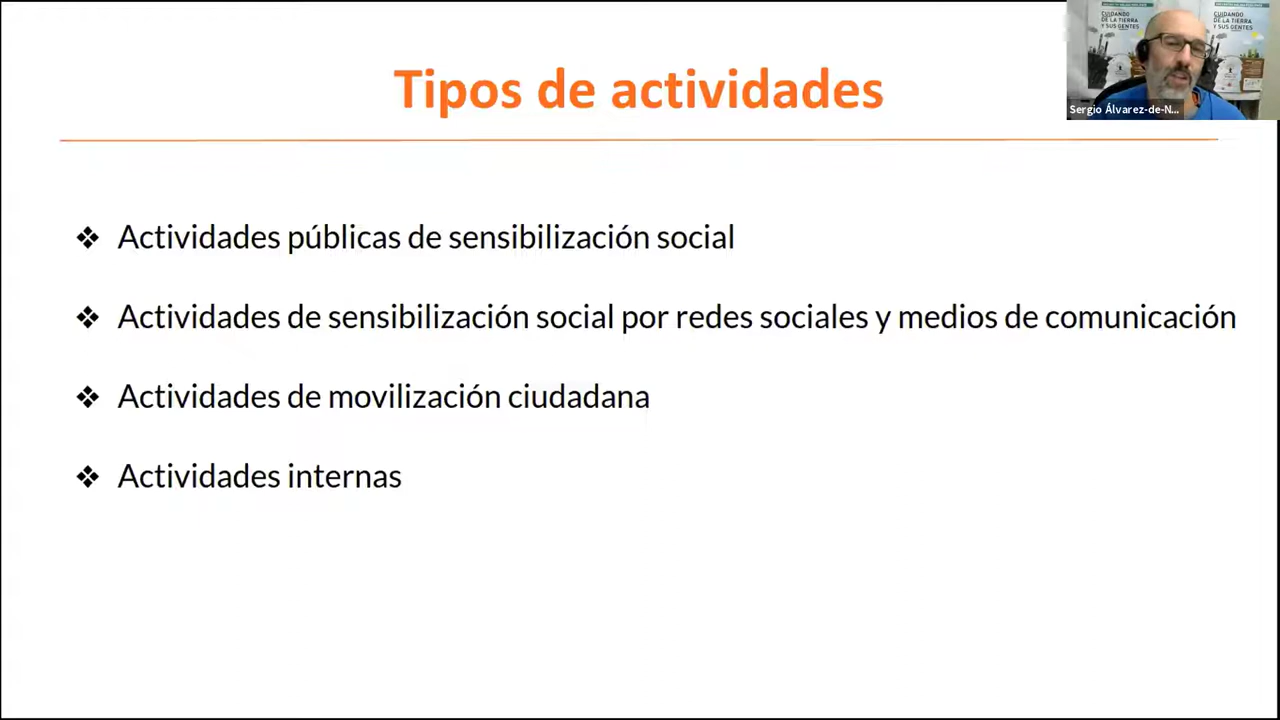 Tipos de actividades
CUIDANDO
DE LA TIERRA
Y SUS GENTES
CUIDANDO
DE LA TIERRA
Y SUS GENTES
Sergio Álvarez-de-N...
❖ Actividades públicas de sensibilización social
❖ Actividades de sensibilización social por redes sociales y medios de comunicación
❖ Actividades de movilización ciudadana
❖ Actividades internas